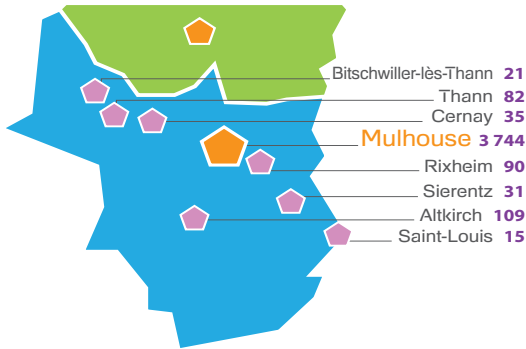 Bitschwiller-lès-Thann 21
Thann 82
Cernay 35
Mulhouse 3 744
Rixheim 90
Sierentz 31
Altkirch 109
Saint-Louis 15